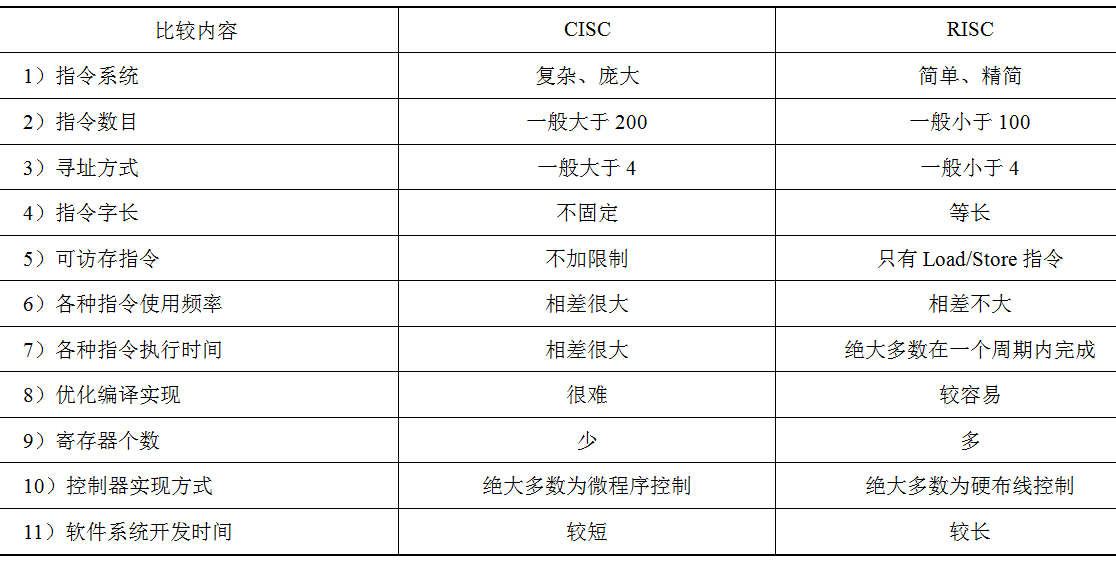 比较内容 CISC RISC
1）指令系统 复杂、庞大 简单、精简
2）指令数目 一般大于 200 一般小于 100
3）寻址方式 一般大于 4 一般小于 4
4）指令字长 不固定 等长
5）可访存指令 不加限制 只有 Load/Store 指令
6）各种指令使用频率 相差很大 相差不大
7）各种指令执行时间 相差很大 绝大多数在一个周期内完成
8）优化编译实现 很难 较容易
9）寄存器个数 少 多
10）控制器实现方式 绝大多数为微程序控制 绝大多数为硬布线控制
11）软件系统开发时间 较短 较长